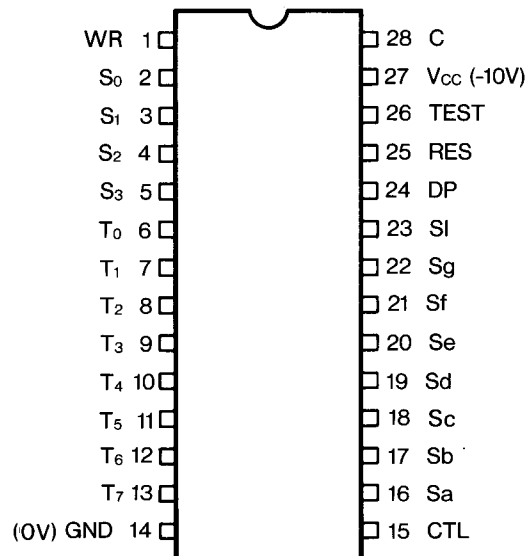 WR 1 28 C
S0 2 27 VCC (-10V)
S1 3 26 TEST
S2 4 25 RES
S3 5 24 DP
T0 6 23 SI
T1 7 22 Sg
T2 8 21 Sf
T3 9 20 Se
T4 10 19 Sd
T5 11 18 Sc
T6 12 17 Sb
T7 13 16 Sa
(0V) GND 14 15 CTL